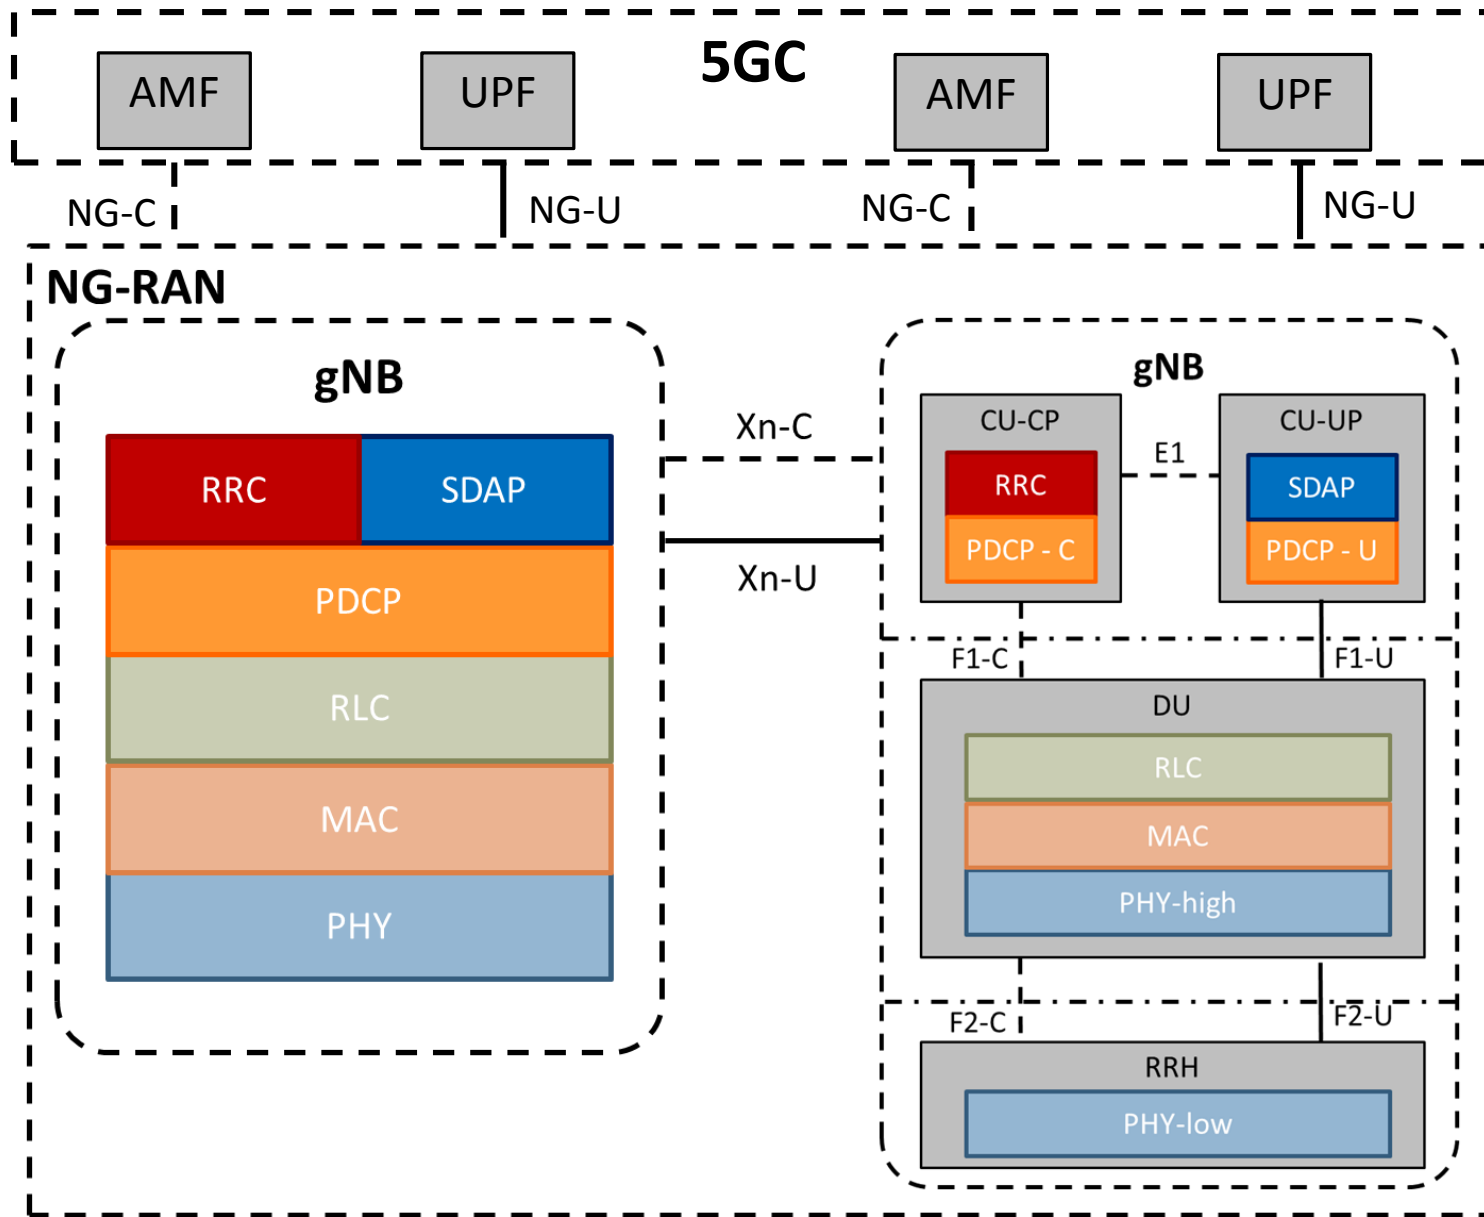 5GC
AMF
UPF
AMF
UPF
NG-C
NG-U
NG-C
NG-U
NG-RAN
gNB
RRC
SDAP
PDCP
RLC
MAC
PHY
Xn-C
Xn-U
gNB
CU-CP
RRC
PDCP - C
E1
CU-UP
SDAP
PDCP - U
F1-C
F1-U
DU
RLC
MAC
PHY-high
F2-C
F2-U
RRH
PHY-low